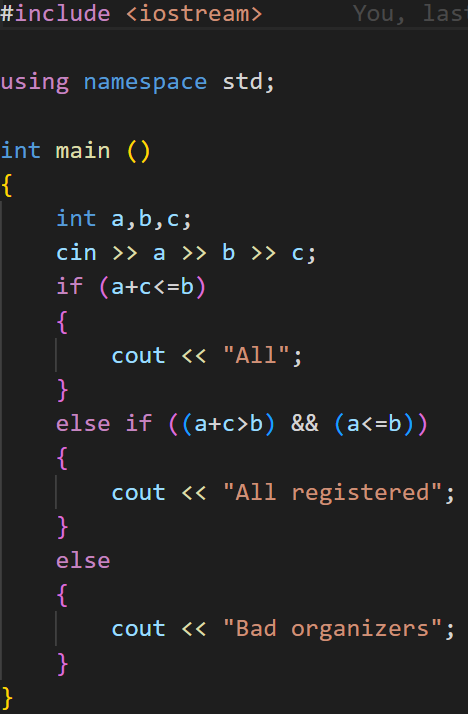 #include <iostream> You, las
using namespace std;
int main ()
{
int a,b,c;
cin >> a >> b >> c;
if (a+c<=b)
{
cout << "All";
}
else if ((a+c>b) && (a<=b))
{
cout << "All registered";
}
else
{
cout << "Bad organizers";
}
}